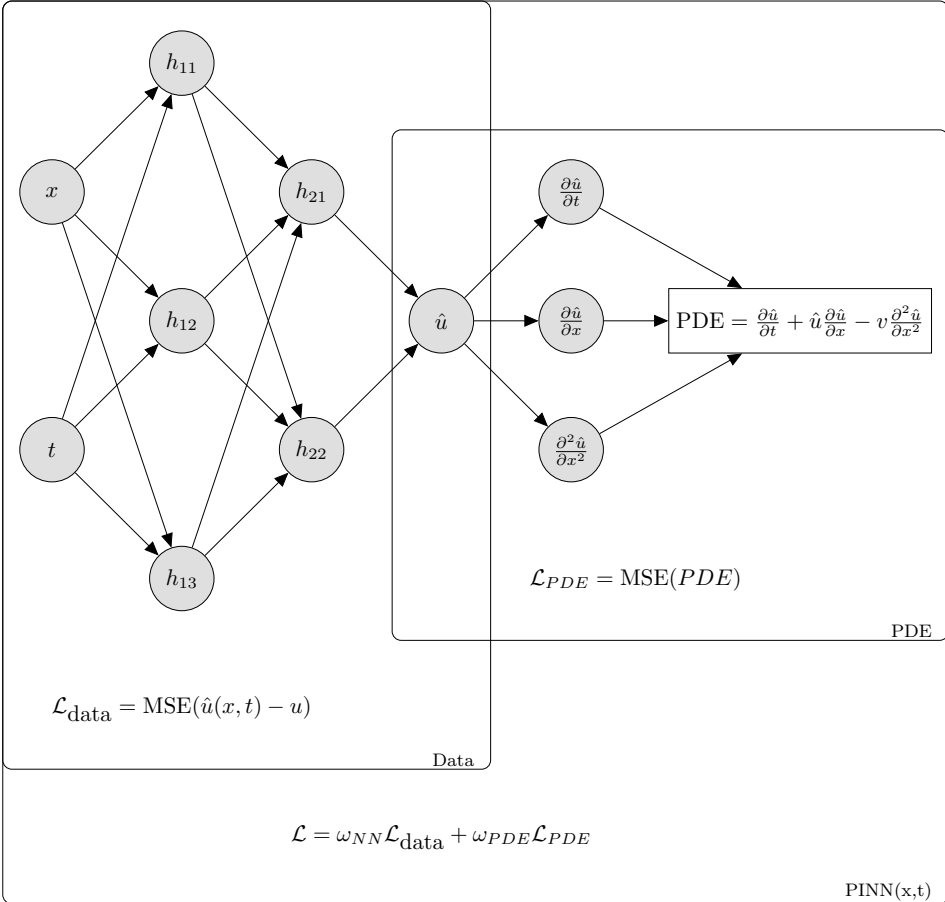 h₁₁
x
h₂₁
∂û/∂t
h₁₂
û
∂û/∂x
PDE = ∂û/∂t + û ∂û/∂x − v ∂²û/∂x²
t
h₂₂
∂²û/∂x²
h₁₃
ℒ_PDE = MSE(PDE)
PDE
ℒ_data = MSE(û(x, t) − u)
Data
ℒ = ω_NN ℒ_data + ω_PDE ℒ_PDE
PINN(x,t)